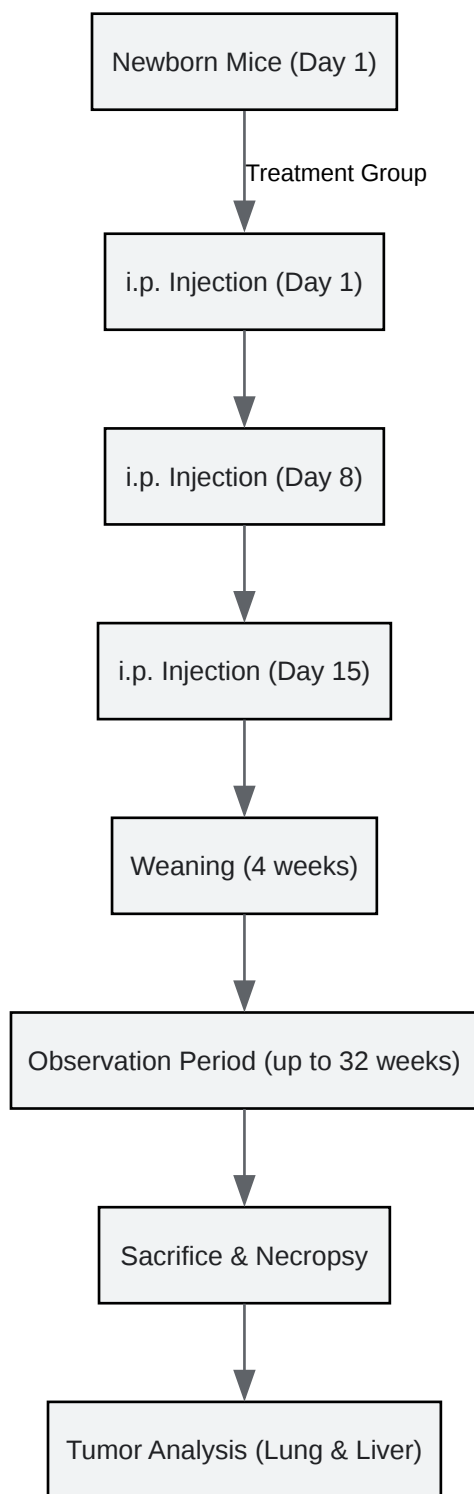 Newborn Mice (Day 1)
Treatment Group
i.p. Injection (Day 1)
i.p. Injection (Day 8)
i.p. Injection (Day 15)
Weaning (4 weeks)
Observation Period (up to 32 weeks)
Sacrifice & Necropsy
Tumor Analysis (Lung & Liver)